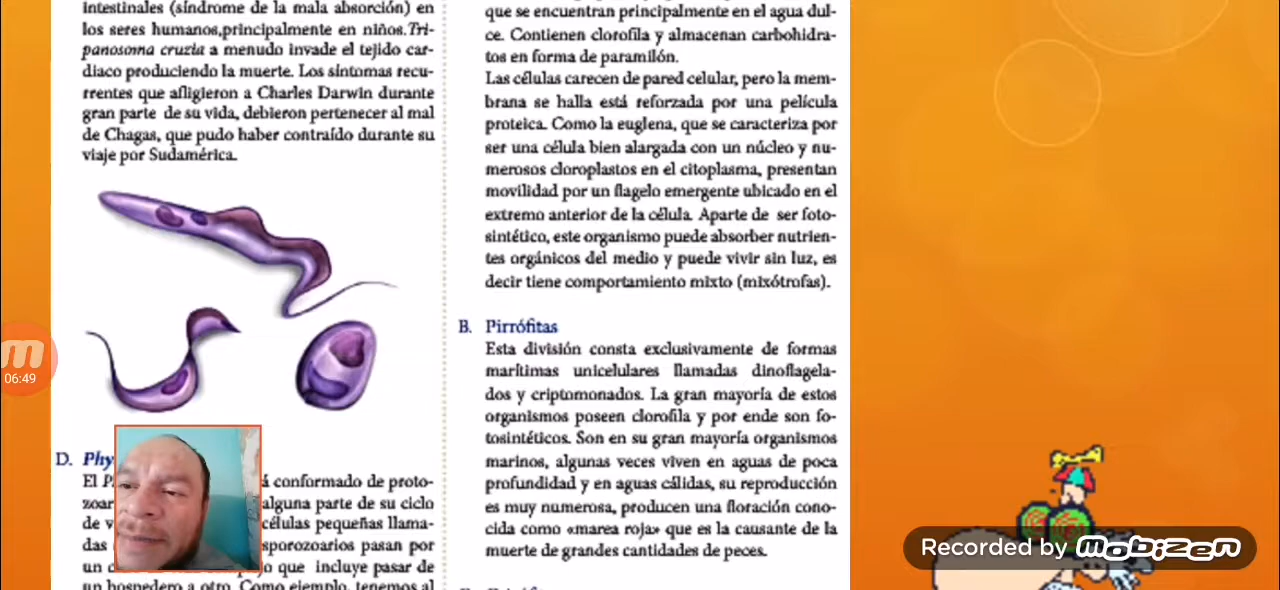 intestinales (síndrome de la mala absorción) en
los seres humanos,principalmente en niños.Tri-
panosoma cruzia a menudo invade el tejido car-
diaco produciendo la muerte. Los síntomas recu-
rrentes que afligieron a Charles Darwin durante
gran parte de su vida, debieron pertenecer al mal
de Chagas, que pudo haber contraído durante su
viaje por Sudamérica.
D. Phy
El P á conformado de proto-
zoar alguna parte de su ciclo
de v células pequeñas llama-
das sporozoarios pasan por
un c o que incluye pasar de
un hospedero a otro. Como ejemplo, tenemos al
que se encuentran principalmente en el agua dul-
ce. Contienen clorofila y almacenan carbohidra-
tos en forma de paramilón.
Las células carecen de pared celular, pero la mem-
brana se halla está reforzada por una película
proteica. Como la euglena, que se caracteriza por
ser una célula bien alargada con un núcleo y nu-
merosos cloroplastos en el citoplasma, presentan
movilidad por un flagelo emergente ubicado en el
extremo anterior de la célula. Aparte de ser foto-
sintético, este organismo puede absorber nutrien-
tes orgánicos del medio y puede vivir sin luz, es
decir tiene comportamiento mixto (mixótrofas).
B. Pirrófitas
Esta división consta exclusivamente de formas
marítimas unicelulares llamadas dinoflagela-
dos y criptomonados. La gran mayoría de estos
organismos poseen clorofila y por ende son fo-
tosintéticos. Son en su gran mayoría organismos
marinos, algunas veces viven en aguas de poca
profundidad y en aguas cálidas, su reproducción
es muy numerosa, producen una floración cono-
cida como «marea roja» que es la causante de la
muerte de grandes cantidades de peces.
06:49
Recorded by Mobizen